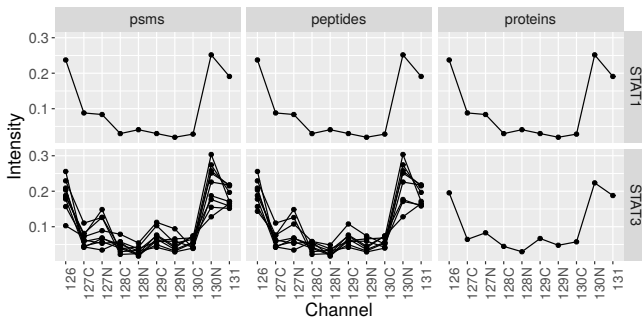 psms peptides proteins
0.3
0.2
0.1
STAT1
Intensity
0.3
0.2
0.1
STAT3
126 127C 127N 128C 128N 129C 129N 130C 130N 131 126 127C 127N 128C 128N 129C 129N 130C 130N 131 126 127C 127N 128C 128N 129C 129N 130C 130N 131
Channel